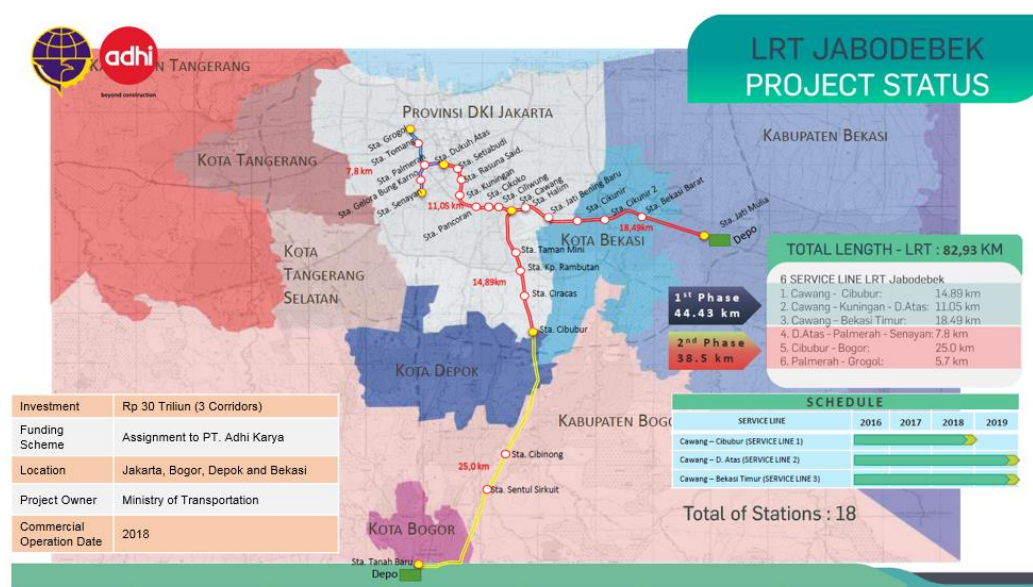 adhi
beyond construction
LRT JABODEBEK
PROJECT STATUS
N TANGERANG
PROVINSI DKI JAKARTA
KABUPATEN BEKASI
KOTA TANGERANG
Sta. Grogol
Sta. Tomang
Sta. Palmerah
Sta. Gelora Bung Karno
Sta. Senayan
7,8 km
Sta. Dukuh Atas
Sta. Setiabudi
Sta. Rasuna Said.
Sta. Kuningan
Sta. Pancoran
Sta. Cikoko
Sta. Ciliwung
Sta. Cawang
Sta. Halim
Sta. Jati Bening Baru
Sta. Cikunir
Sta. Cikunir 2
Sta. Bekasi Barat
Sta. Jati Mulia
Depo
11,05 km
18,49km
KOTA BEKASI
KOTA
TANGERANG
SELATAN
Sta. Taman Mini
Sta. Kp. Rambutan
14,89km
Sta. Ciracas
Sta. Cibubur
KOTA DEPOK
KABUPATEN BOGO
Sta. Cibinong
25,0 km
Sta. Sentul Sirkuit
KOTA BOGOR
Sta. Tanah Baru
Depo
TOTAL LENGTH - LRT : 82,93 KM
6 SERVICE LINE LRT Jabodebek
1. Cawang - Cibubur: 14.89 km
2. Cawang - Kuningan - D.Atas: 11.05 km
3. Cawang - Bekasi Timur: 18.49 km
4. D.Atas - Palmerah - Senayan: 7.8 km
5. Cibubur - Bogor: 25.0 km
6. Palmerah - Grogol: 5.7 km
1st Phase
44.43 km
2nd Phase
38.5 km
SCHEDULE
SERVICE LINE 2016 2017 2018 2019
Cawang – Cibubur (SERVICE LINE 1)
Cawang – D. Atas (SERVICE LINE 2)
Cawang – Bekasi Timur (SERVICE LINE 3)
Total of Stations : 18
Investment Rp 30 Triliun (3 Corridors)
Funding Scheme Assignment to PT. Adhi Karya
Location Jakarta, Bogor, Depok and Bekasi
Project Owner Ministry of Transportation
Commercial Operation Date 2018